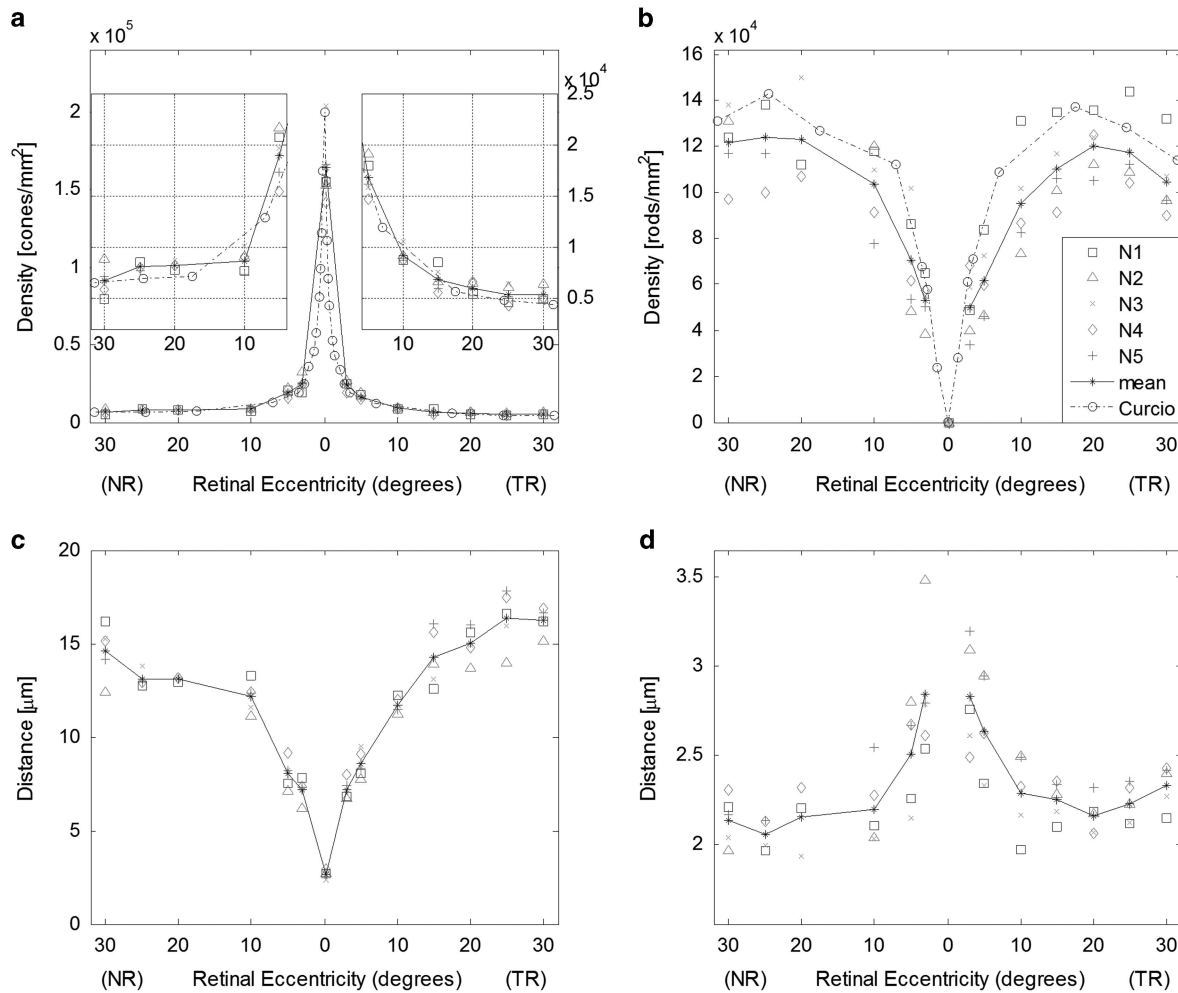 a
x 10^5
x 10^4
2.5
2
1.5
1
0.5
2
1.5
1
0.5
0
30 20 10
10 20 30
30 20 10 0 10 20 30
Density [cones/mm^2]
(NR) Retinal Eccentricity (degrees) (TR)
b
x 10^4
16
14
12
10
8
6
4
2
0
30 20 10 0 10 20 30
Density [rods/mm^2]
(NR) Retinal Eccentricity (degrees) (TR)
N1
N2
N3
N4
N5
mean
Curcio
c
20
15
10
5
0
30 20 10 0 10 20 30
Distance [μm]
(NR) Retinal Eccentricity (degrees) (TR)
d
3.5
3
2.5
2
30 20 10 0 10 20 30
Distance [μm]
(NR) Retinal Eccentricity (degrees) (TR)